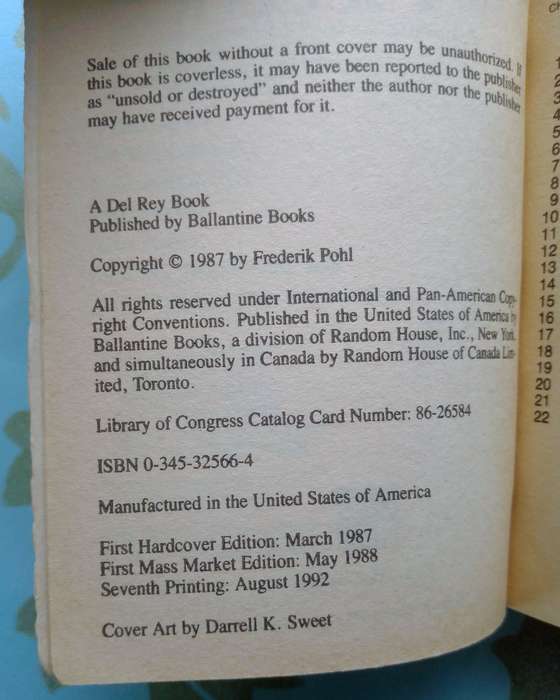 Sale of this book without a front cover may be unauthorized. If
this book is coverless, it may have been reported to the publisher
as “unsold or destroyed” and neither the author nor the publisher
may have received payment for it.
A Del Rey Book
Published by Ballantine Books
Copyright © 1987 by Frederik Pohl
All rights reserved under International and Pan-American Copy-
right Conventions. Published in the United States of America by
Ballantine Books, a division of Random House, Inc., New York,
and simultaneously in Canada by Random House of Canada Lim-
ited, Toronto.
Library of Congress Catalog Card Number: 86-26584
ISBN 0-345-32566-4
Manufactured in the United States of America
First Hardcover Edition: March 1987
First Mass Market Edition: May 1988
Seventh Printing: August 1992
Cover Art by Darrell K. Sweet
1
2
3
4
5
6
7
8
9
10
11
12
13
14
15
16
17
18
19
20
21
22